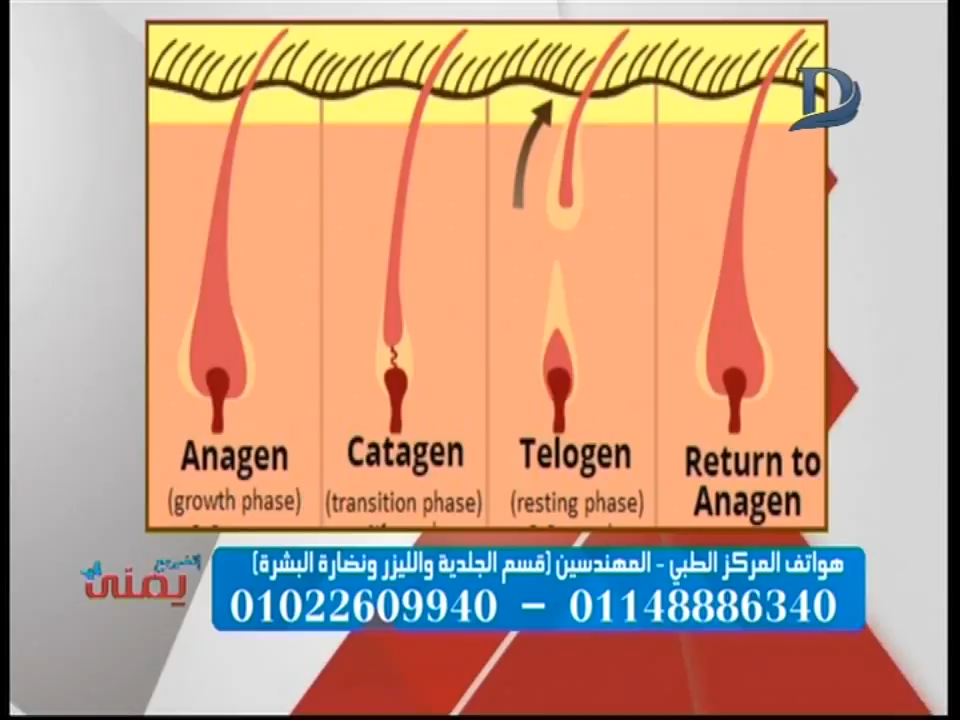 Anagen
(growth phase)
Catagen
(transition phase)
Telogen
(resting phase)
Return to
Anagen
هواتف المركز الطبي - المهندسين (قسم الجلدية والليزر ونضارة البشرة)
01022609940 – 01148886340
D